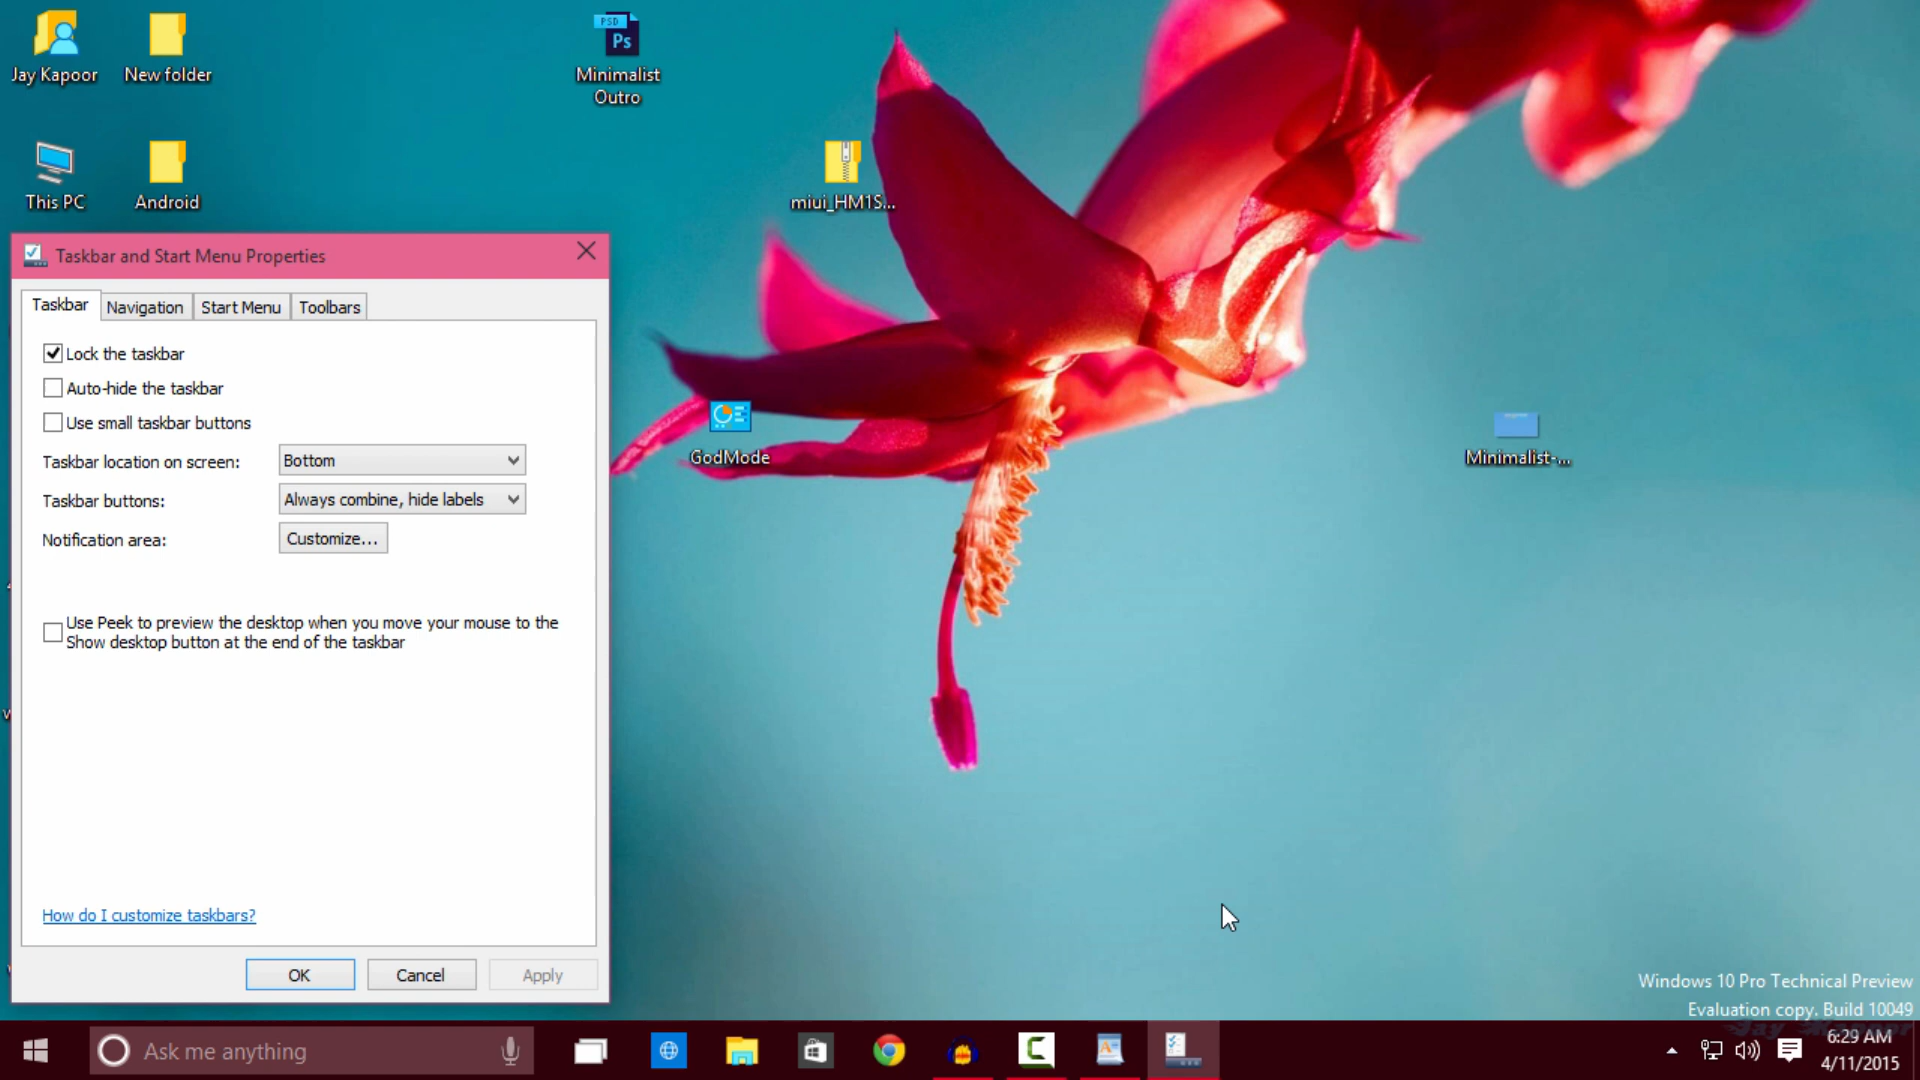 Jay Kapoor
New folder
PSD
Ps
Minimalist
Outro
This PC
Android
miui_HM1S...
Taskbar and Start Menu Properties
Taskbar
Navigation
Start Menu
Toolbars
Lock the taskbar
Auto-hide the taskbar
Use small taskbar buttons
Taskbar location on screen:
Bottom
Taskbar buttons:
Always combine, hide labels
Notification area:
Customize...
Use Peek to preview the desktop when you move your mouse to the
Show desktop button at the end of the taskbar
How do I customize taskbars?
OK
Cancel
Apply
GodMode
Minimalist-...
Windows 10 Pro Technical Preview
Evaluation copy. Build 10049
Ask me anything
6:29 AM
4/11/2015